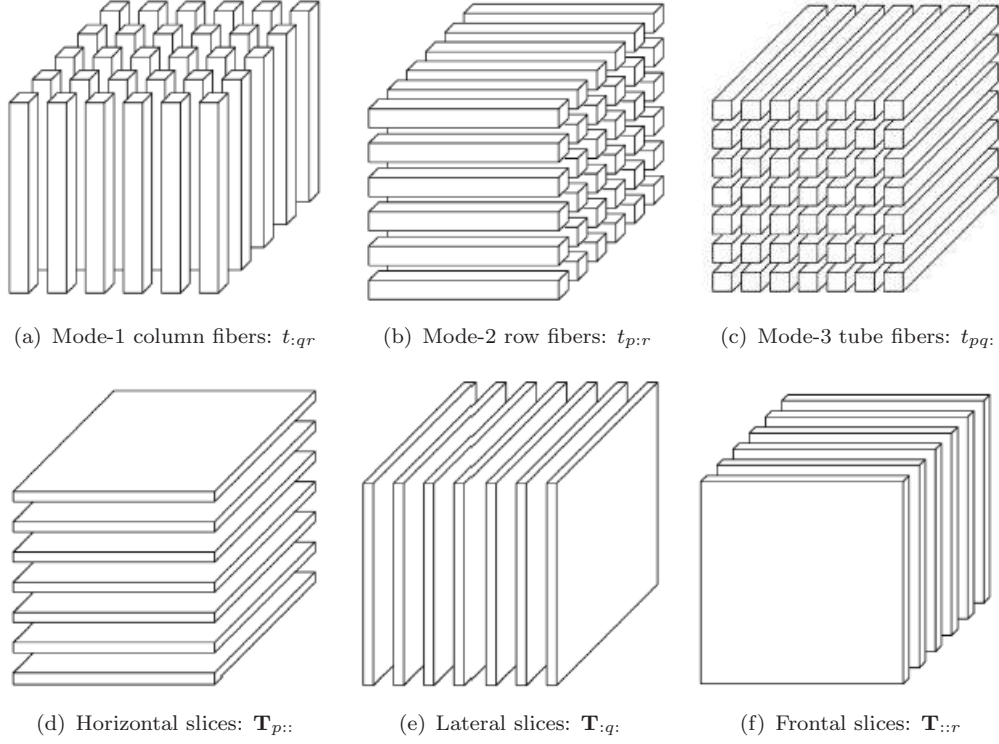 (a) Mode-1 column fibers: t:qr
(b) Mode-2 row fibers: tp:r
(c) Mode-3 tube fibers: tpq:
(d) Horizontal slices: Tp::
(e) Lateral slices: T:q:
(f) Frontal slices: T::r